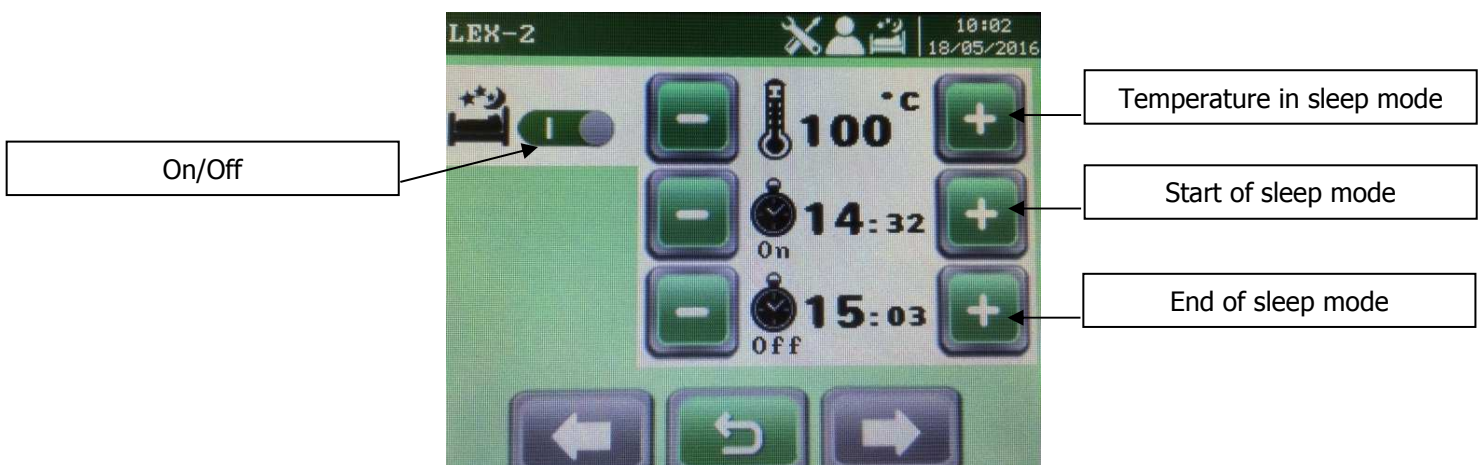 LEX-2
10:02
18/05/2016
On/Off
°C
100
14:32
On
15:03
Off
Temperature in sleep mode
Start of sleep mode
End of sleep mode